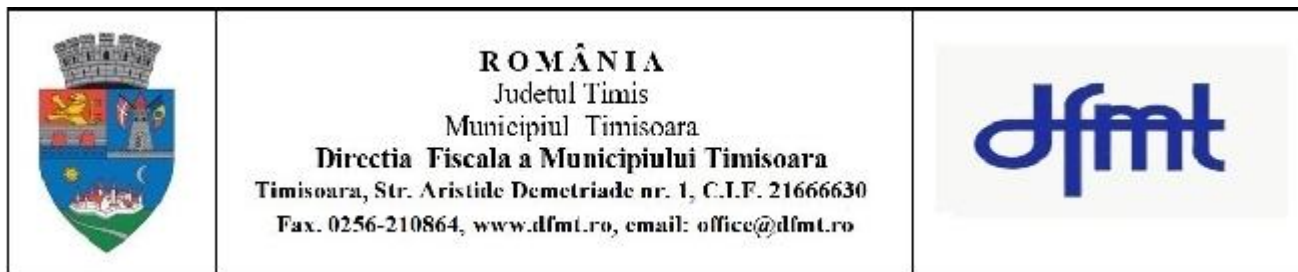 ROMÂNIA
Judetul Timis
Municipiul Timisoara
Directia Fiscala a Municipiului Timisoara
Timisoara, Str. Aristide Demetriade nr. 1, C.I.F. 21666630
Fax. 0256-210864, www.dfmt.ro, email: office@dfmt.ro
dfmt